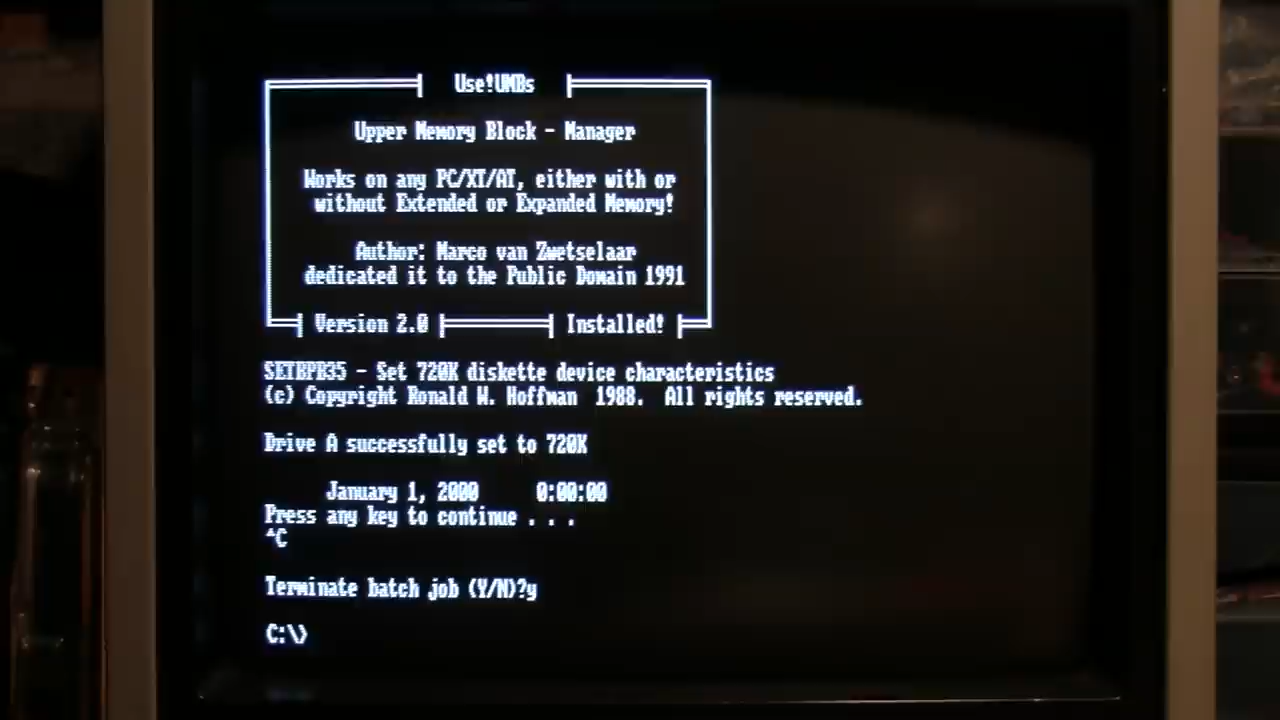 Use!UMBs
Upper Memory Block - Manager
Works on any PC/XT/AT, either with or
without Extended or Expanded Memory!
Author: Marco van Zwetselaar
dedicated it to the Public Domain 1991
Version 2.0 Installed!
SETBPB35 - Set 720K diskette device characteristics
(c) Copyright Ronald W. Hoffman 1988. All rights reserved.
Drive A successfully set to 720K
January 1, 2000 0:00:00
Press any key to continue . . .
^C
Terminate batch job (Y/N)?y
C:\>